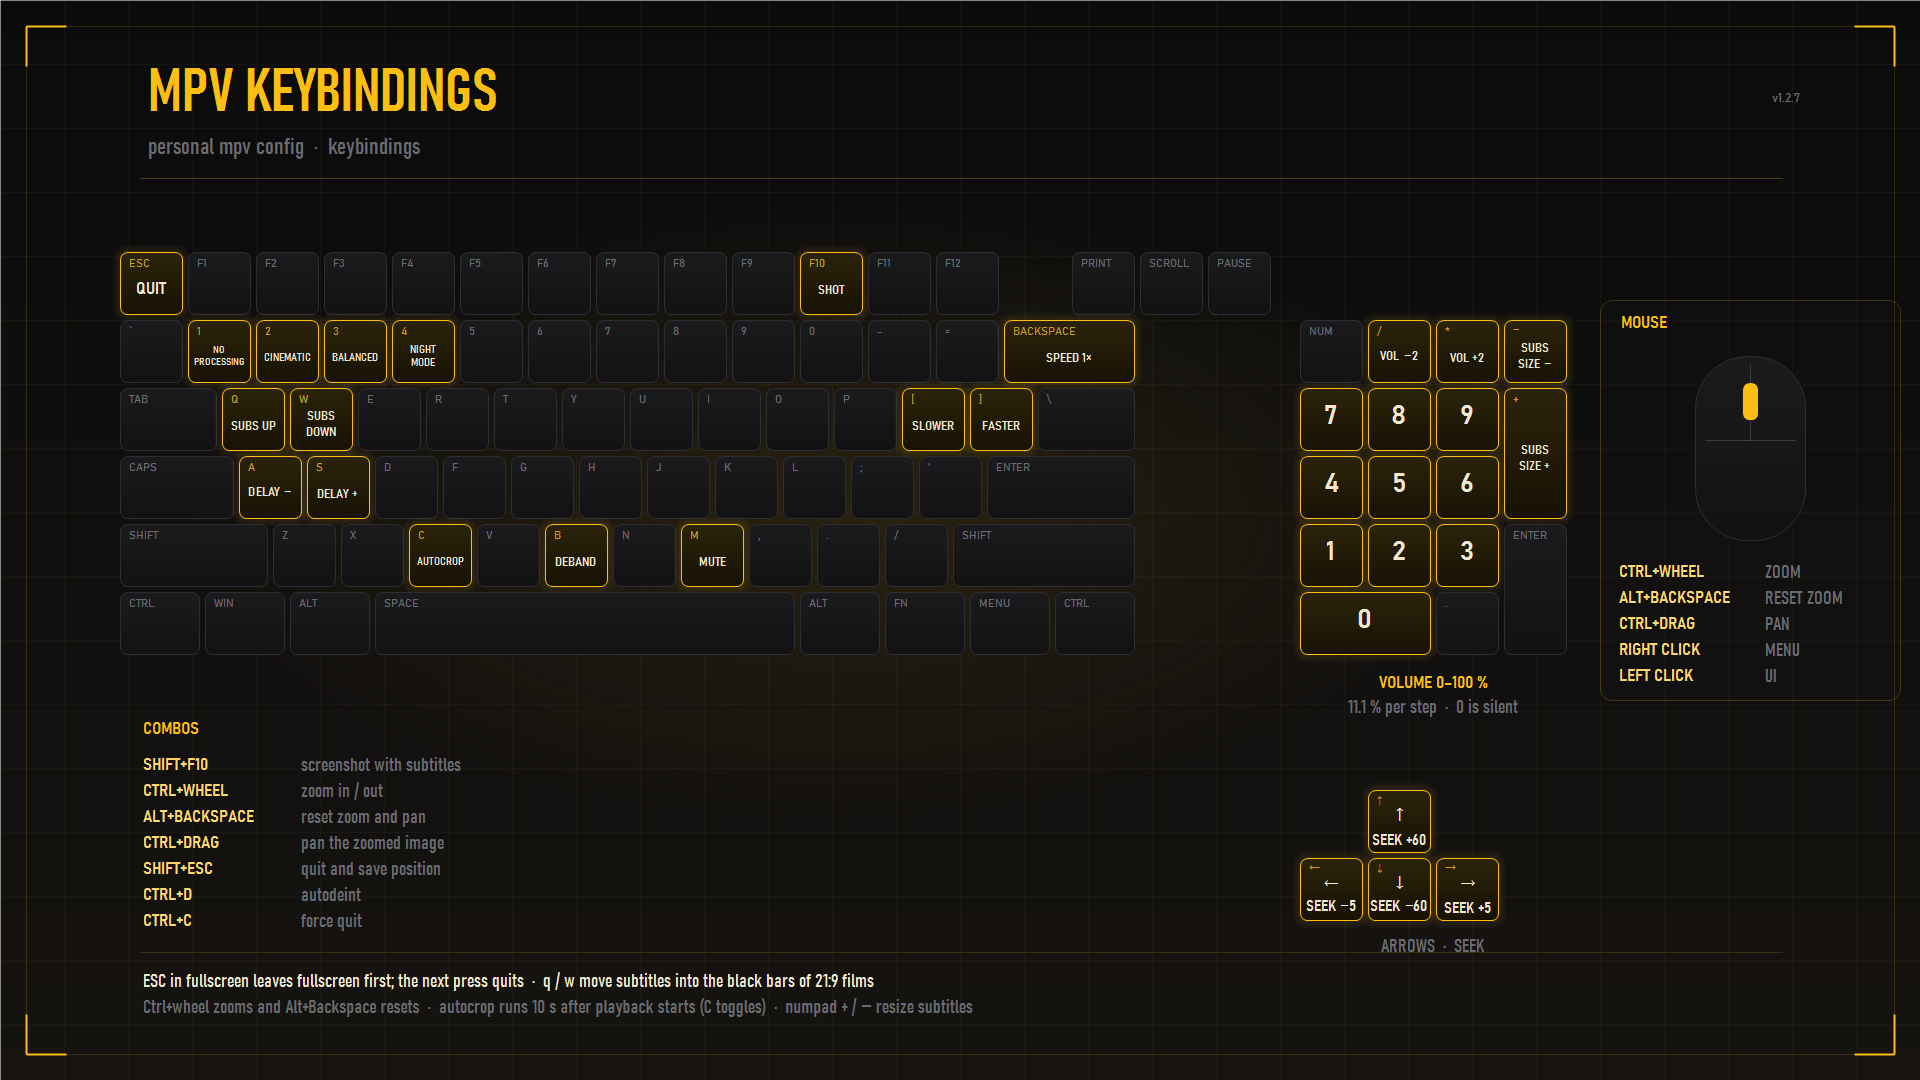 MPV KEYBINDINGS
v1.2.7
personal mpv config · keybindings
ESC
QUIT
F1
F2
F3
F4
F5
F6
F7
F8
F9
F10
SHOT
F11
F12
PRINT
SCROLL
PAUSE
`
1
NO
PROCESSING
2
CINEMATIC
3
BALANCED
4
NIGHT
MODE
5
6
7
8
9
0
-
=
BACKSPACE
SPEED 1×
TAB
Q
SUBS UP
W
SUBS
DOWN
E
R
T
Y
U
I
O
P
[
SLOWER
]
FASTER
\
CAPS
A
DELAY −
S
DELAY +
D
F
G
H
J
K
L
;
'
ENTER
SHIFT
Z
X
C
AUTOCROP
V
B
DEBAND
N
M
MUTE
,
.
/
SHIFT
CTRL
WIN
ALT
SPACE
ALT
FN
MENU
CTRL
NUM
/
VOL −2
*
VOL +2
−
SUBS
SIZE −
7
8
9
+
SUBS
SIZE +
4
5
6
1
2
3
ENTER
0
.
VOLUME 0–100 %
11.1 % per step · 0 is silent
MOUSE
CTRL+WHEEL ZOOM
ALT+BACKSPACE RESET ZOOM
CTRL+DRAG PAN
RIGHT CLICK MENU
LEFT CLICK UI
COMBOS
SHIFT+F10 screenshot with subtitles
CTRL+WHEEL zoom in / out
ALT+BACKSPACE reset zoom and pan
CTRL+DRAG pan the zoomed image
SHIFT+ESC quit and save position
CTRL+D autodeint
CTRL+C force quit
↑
↑
SEEK +60
←
←
SEEK −5
↓
↓
SEEK −60
→
→
SEEK +5
ARROWS · SEEK
ESC in fullscreen leaves fullscreen first; the next press quits · q / w move subtitles into the black bars of 21:9 films
Ctrl+wheel zooms and Alt+Backspace resets · autocrop runs 10 s after playback starts (C toggles) · numpad + / − resize subtitles